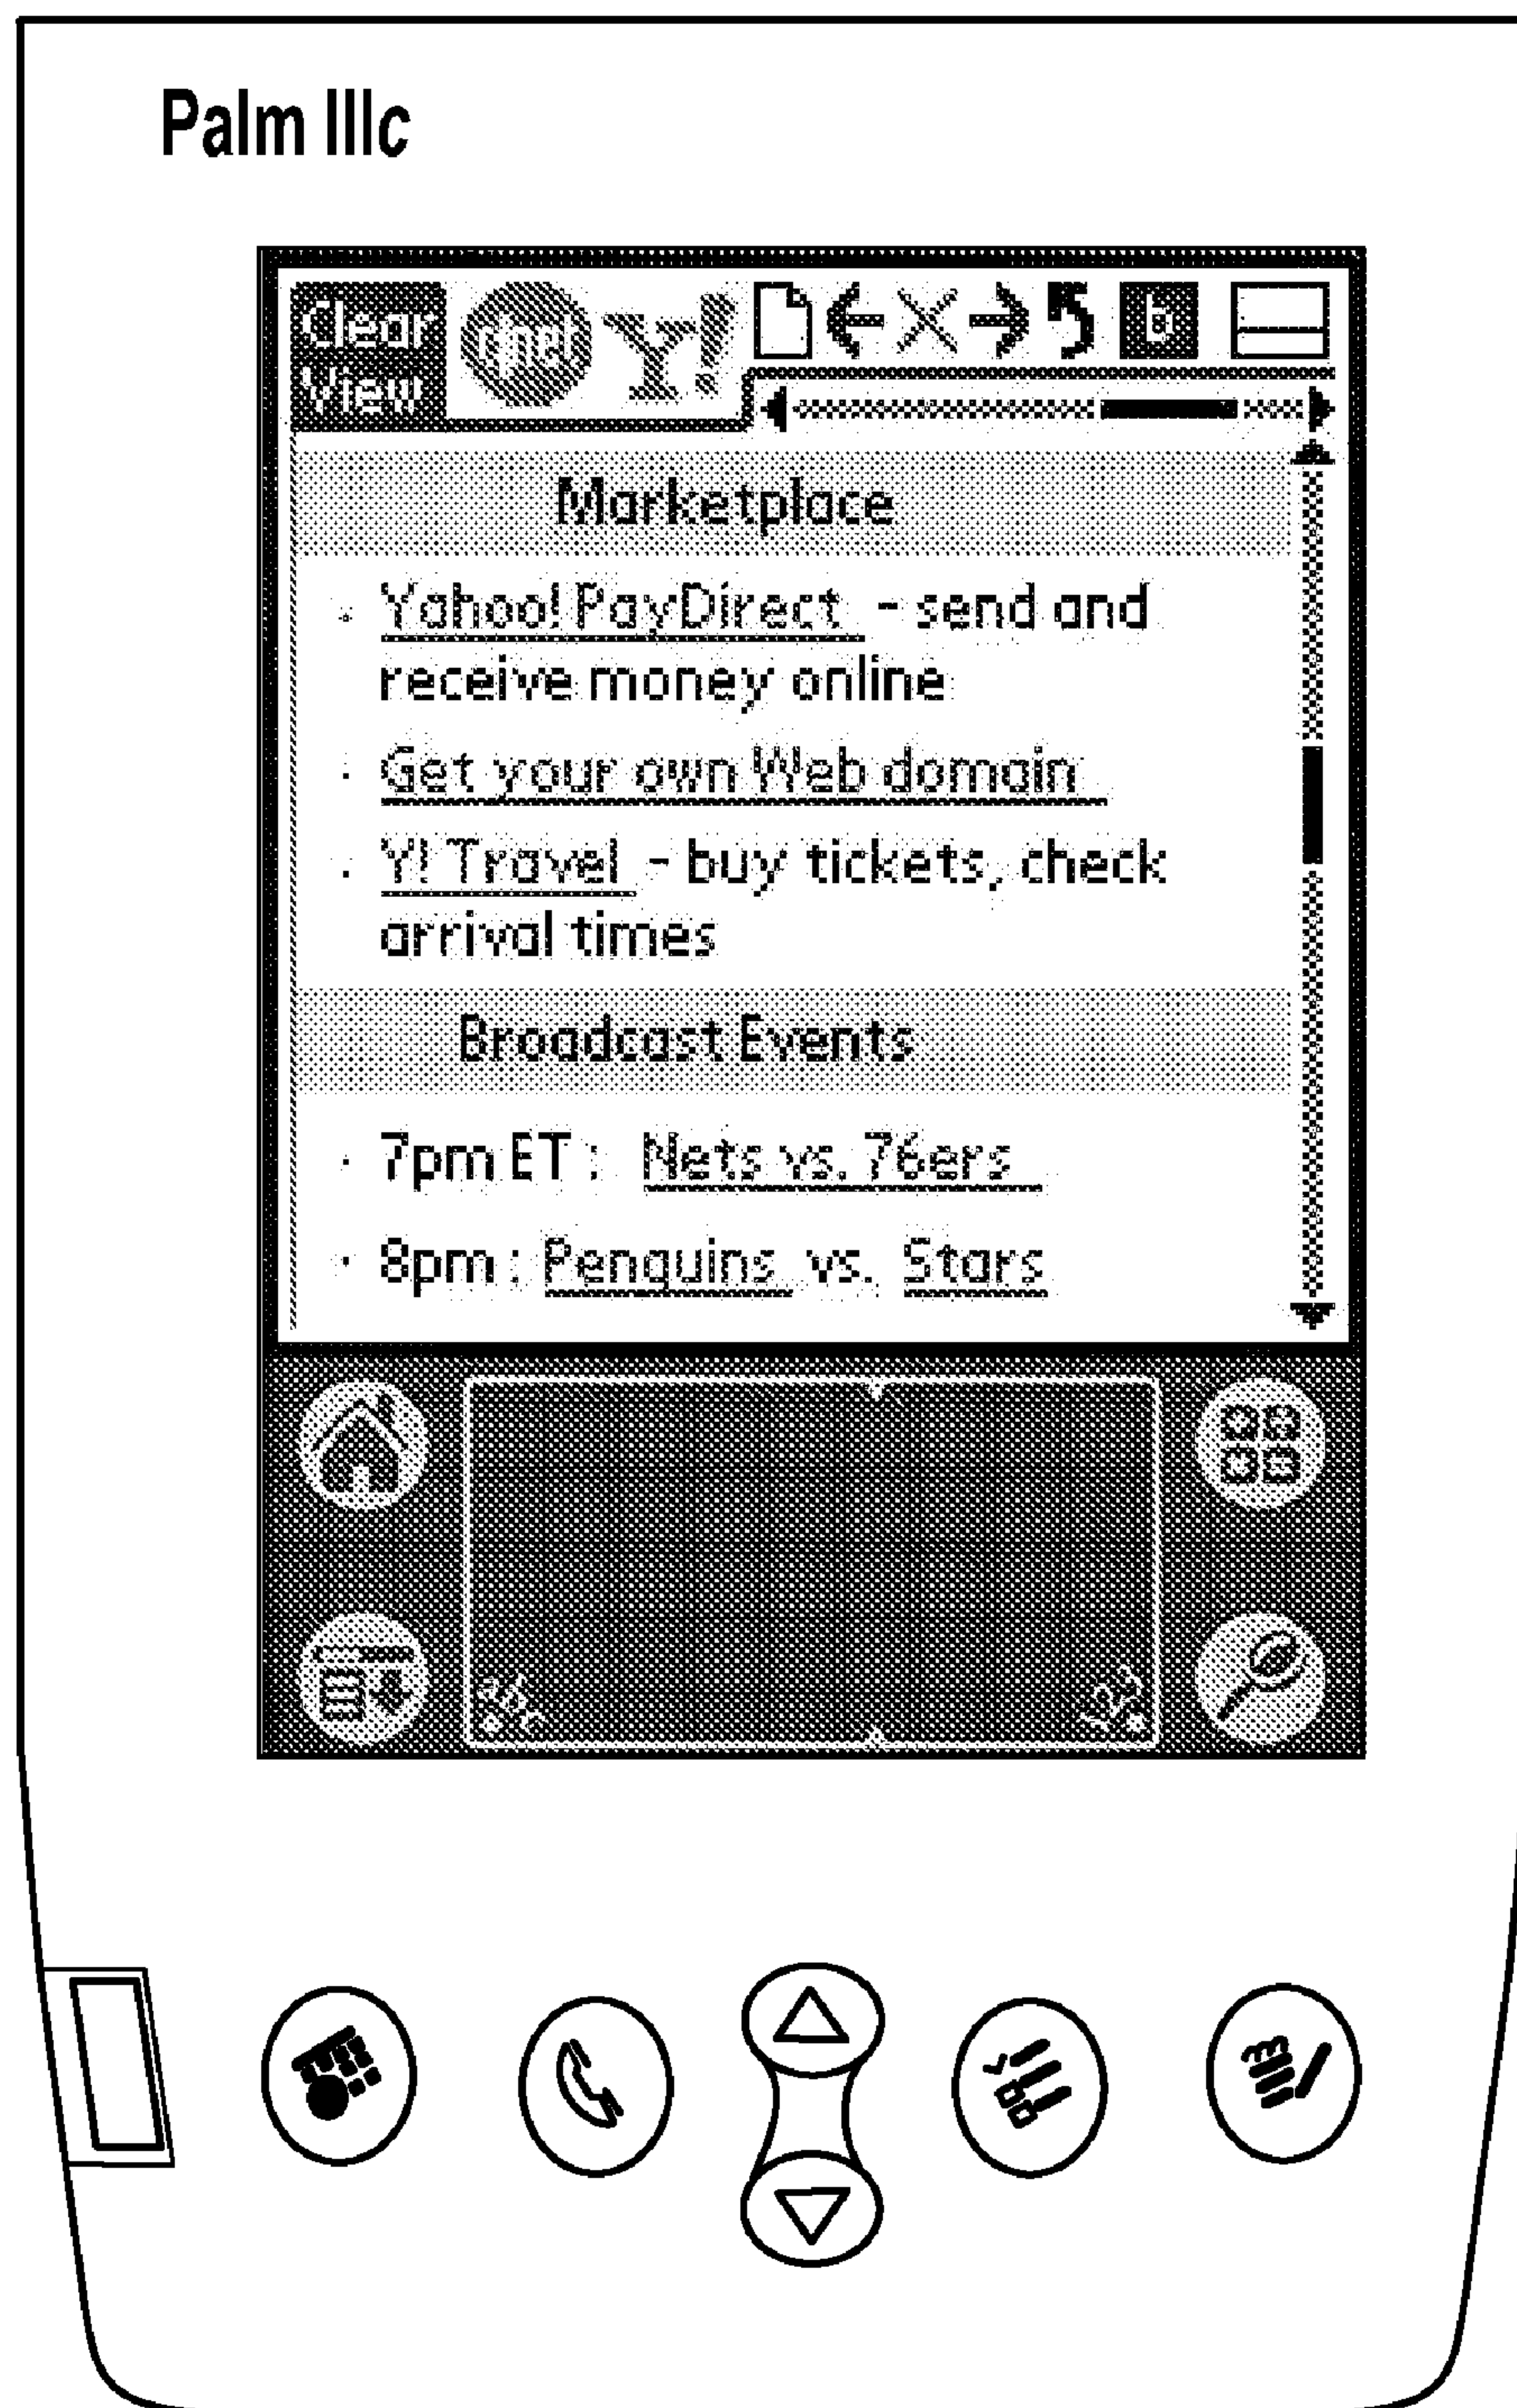 Palm IIIc
Clear
View
c|net Y!
Marketplace
· Yahoo! PayDirect - send and
receive money online
· Get your own Web domain
· Y! Travel - buy tickets, check
arrival times
Broadcast Events
· 7pm ET : Nets vs. 76ers
· 8pm : Penguins vs. Stars